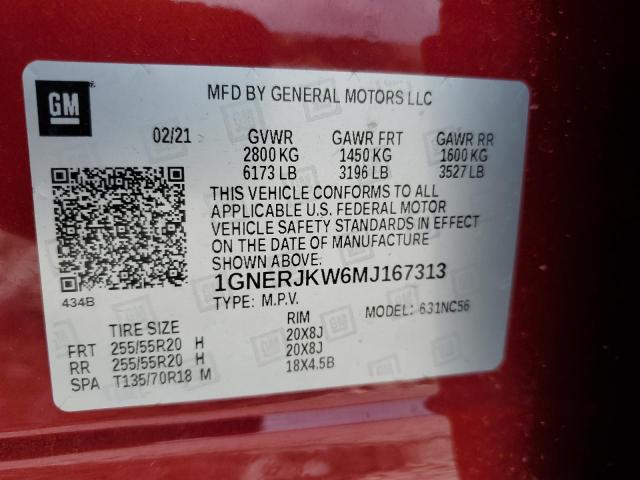 GM
MFD BY GENERAL MOTORS LLC
02/21 GVWR GAWR FRT GAWR RR
2800 KG 1450 KG 1600 KG
6173 LB 3196 LB 3527 LB
THIS VEHICLE CONFORMS TO ALL
APPLICABLE U.S. FEDERAL MOTOR
VEHICLE SAFETY STANDARDS IN EFFECT
ON THE DATE OF MANUFACTURE
SHOWN ABOVE.
434B
1GNERJKW6MJ167313
TYPE: M.P.V. MODEL: 631NC56
TIRE SIZE RIM
FRT 255/55R20 H 20X8J
RR 255/55R20 H 20X8J
SPA T135/70R18 M 18X4.5B